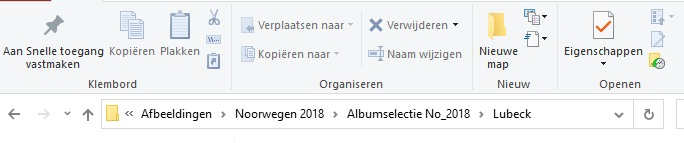 Aan Snelle toegang
vastmaken
Kopiëren
Plakken
Klembord
Verplaatsen naar
Kopiëren naar
Verwijderen
Naam wijzigen
Organiseren
Nieuwe
map
Nieuw
Eigenschappen
Openen
« Afbeeldingen > Noorwegen 2018 > Albumselectie No_2018 > Lubeck